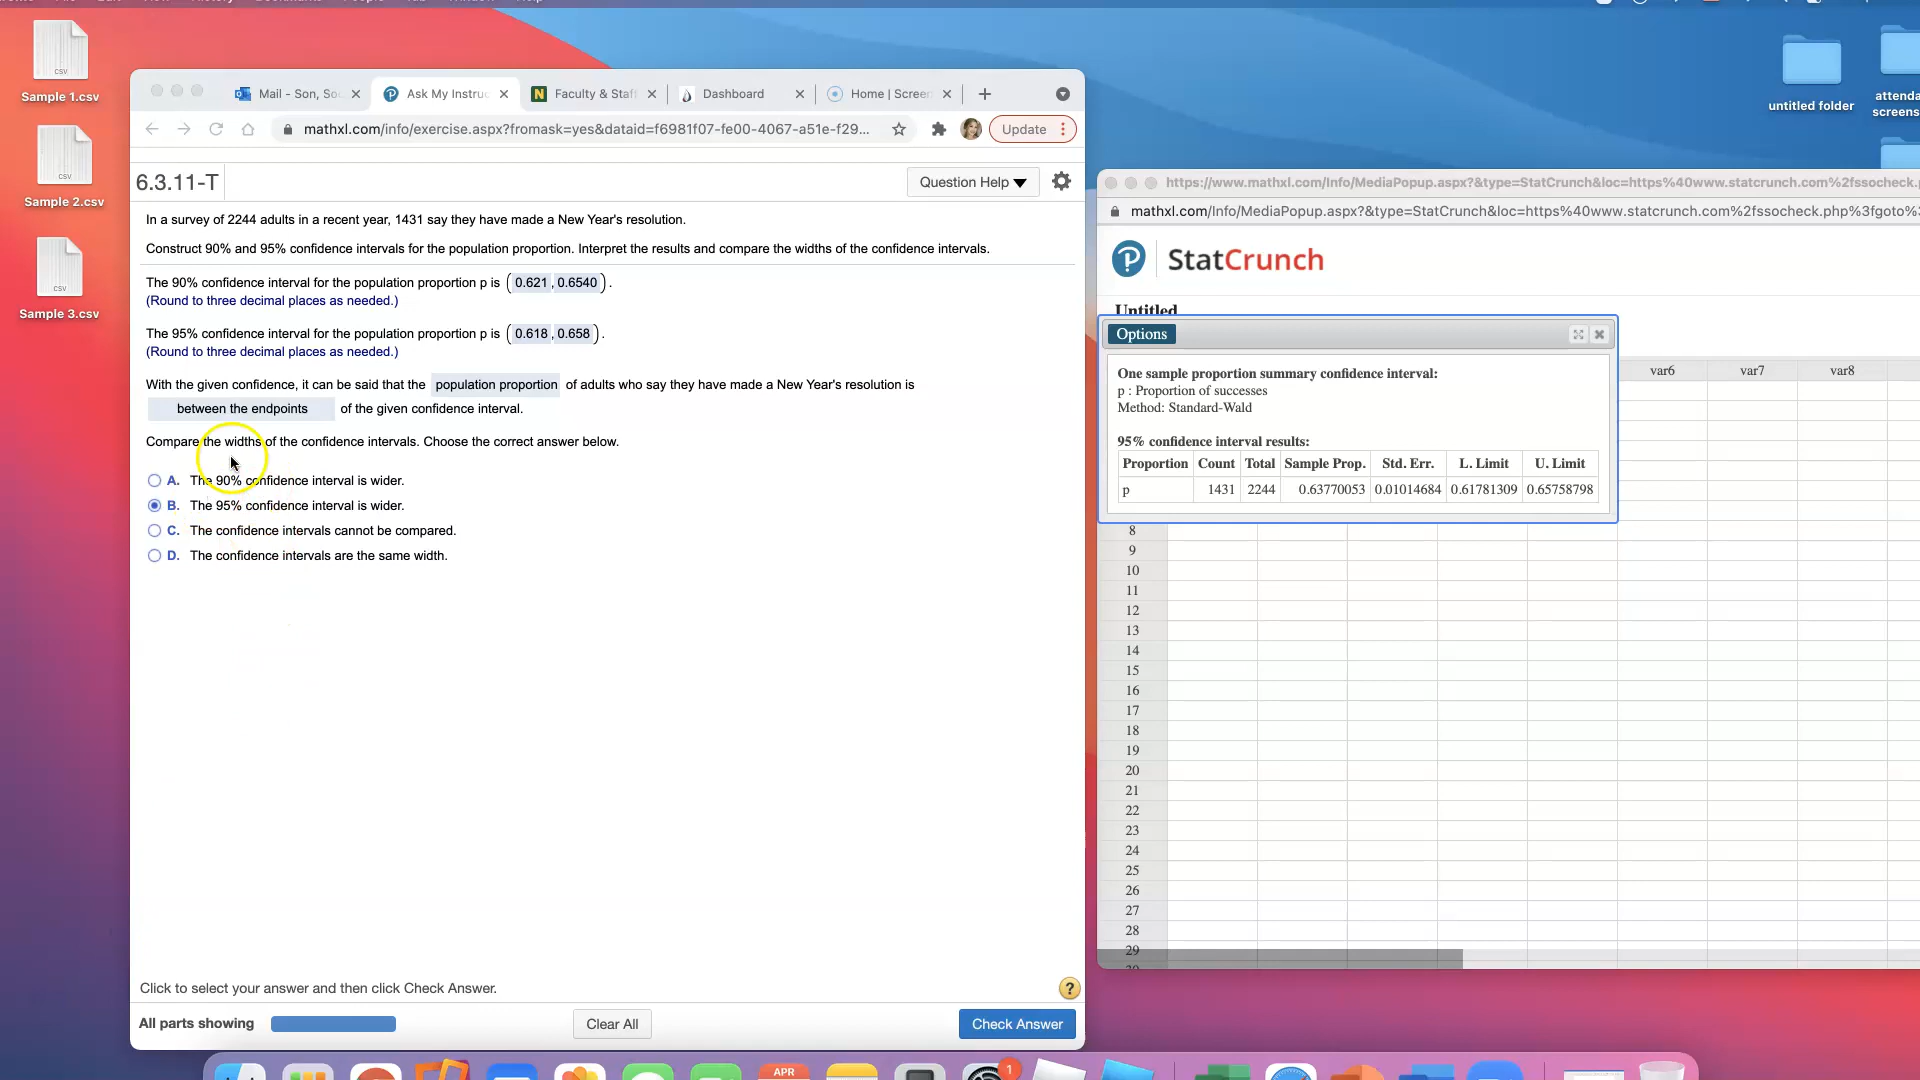 csv
Sample 1.csv
csv
Sample 2.csv
csv
Sample 3.csv
untitled folder
attenda
screens
Mail - Son, So
Ask My Instru
Faculty & Staf
Dashboard
Home | Screen
mathxl.com/info/exercise.aspx?fromask=yes&dataid=f6981f07-fe00-4067-a51e-f29...
Update
6.3.11-T
Question Help
In a survey of 2244 adults in a recent year, 1431 say they have made a New Year's resolution.
Construct 90% and 95% confidence intervals for the population proportion. Interpret the results and compare the widths of the confidence intervals.
The 90% confidence interval for the population proportion p is (0.621, 0.6540).
(Round to three decimal places as needed.)
The 95% confidence interval for the population proportion p is (0.618, 0.658).
(Round to three decimal places as needed.)
With the given confidence, it can be said that the population proportion of adults who say they have made a New Year's resolution is
between the endpoints of the given confidence interval.
Compare the widths of the confidence intervals. Choose the correct answer below.
A. The 90% confidence interval is wider.
B. The 95% confidence interval is wider.
C. The confidence intervals cannot be compared.
D. The confidence intervals are the same width.
Click to select your answer and then click Check Answer.
?
All parts showing
Clear All
Check Answer
https://www.mathxl.com/Info/MediaPopup.aspx?&type=StatCrunch&loc=https%40www.statcrunch.com%2fssocheck.p
mathxl.com/Info/MediaPopup.aspx?&type=StatCrunch&loc=https%40www.statcrunch.com%2fssocheck.php%3fgoto%3
StatCrunch
Untitled
Options
One sample proportion summary confidence interval:
p : Proportion of successes
Method: Standard-Wald
95% confidence interval results:
Proportion Count Total Sample Prop. Std. Err. L. Limit U. Limit
p 1431 2244 0.63770053 0.01014684 0.61781309 0.65758798
var6 var7 var8
8
9
10
11
12
13
14
15
16
17
18
19
20
21
22
23
24
25
26
27
28
29
APR
1